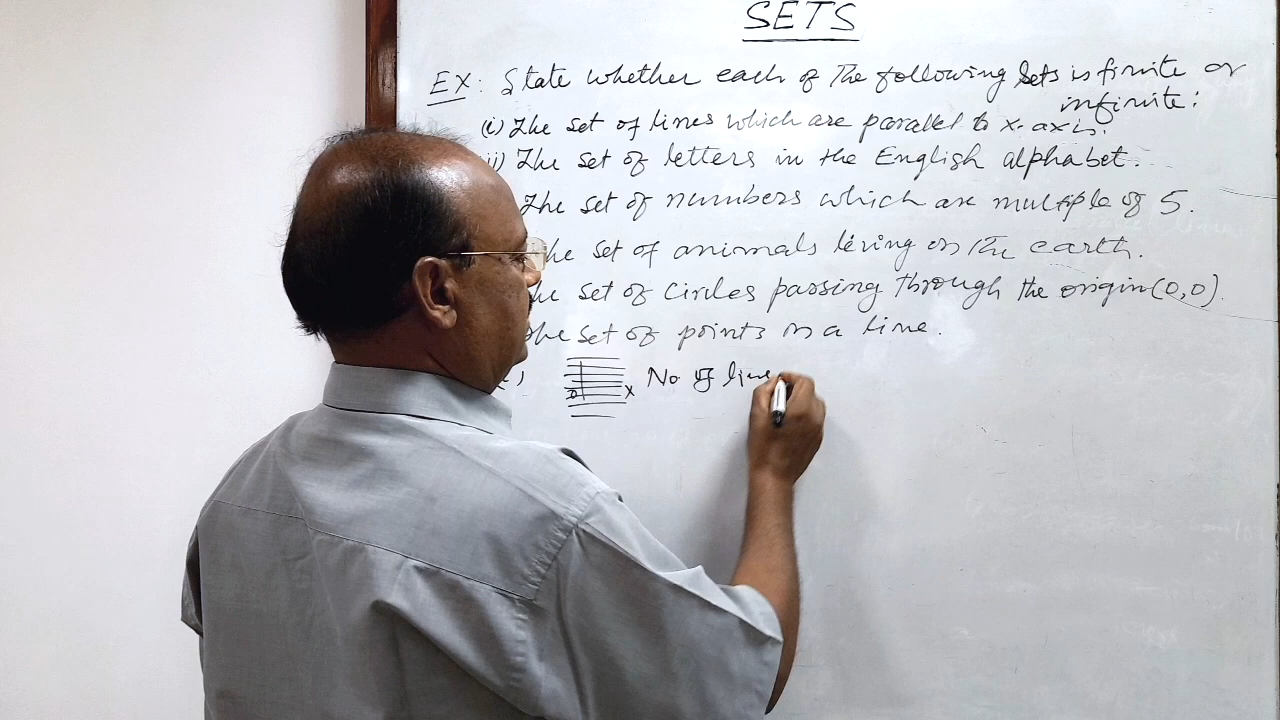 SETS
EX: State whether each of the following sets is finite or
infinite:
(i) The set of lines which are parallel to x-axis.
ii) The set of letters in the English alphabet.
The set of numbers which are multiple of 5.
he set of animals living on the earth.
he set of circles passing through the origin (0,0).
he set of points on a line.
0 X No of line